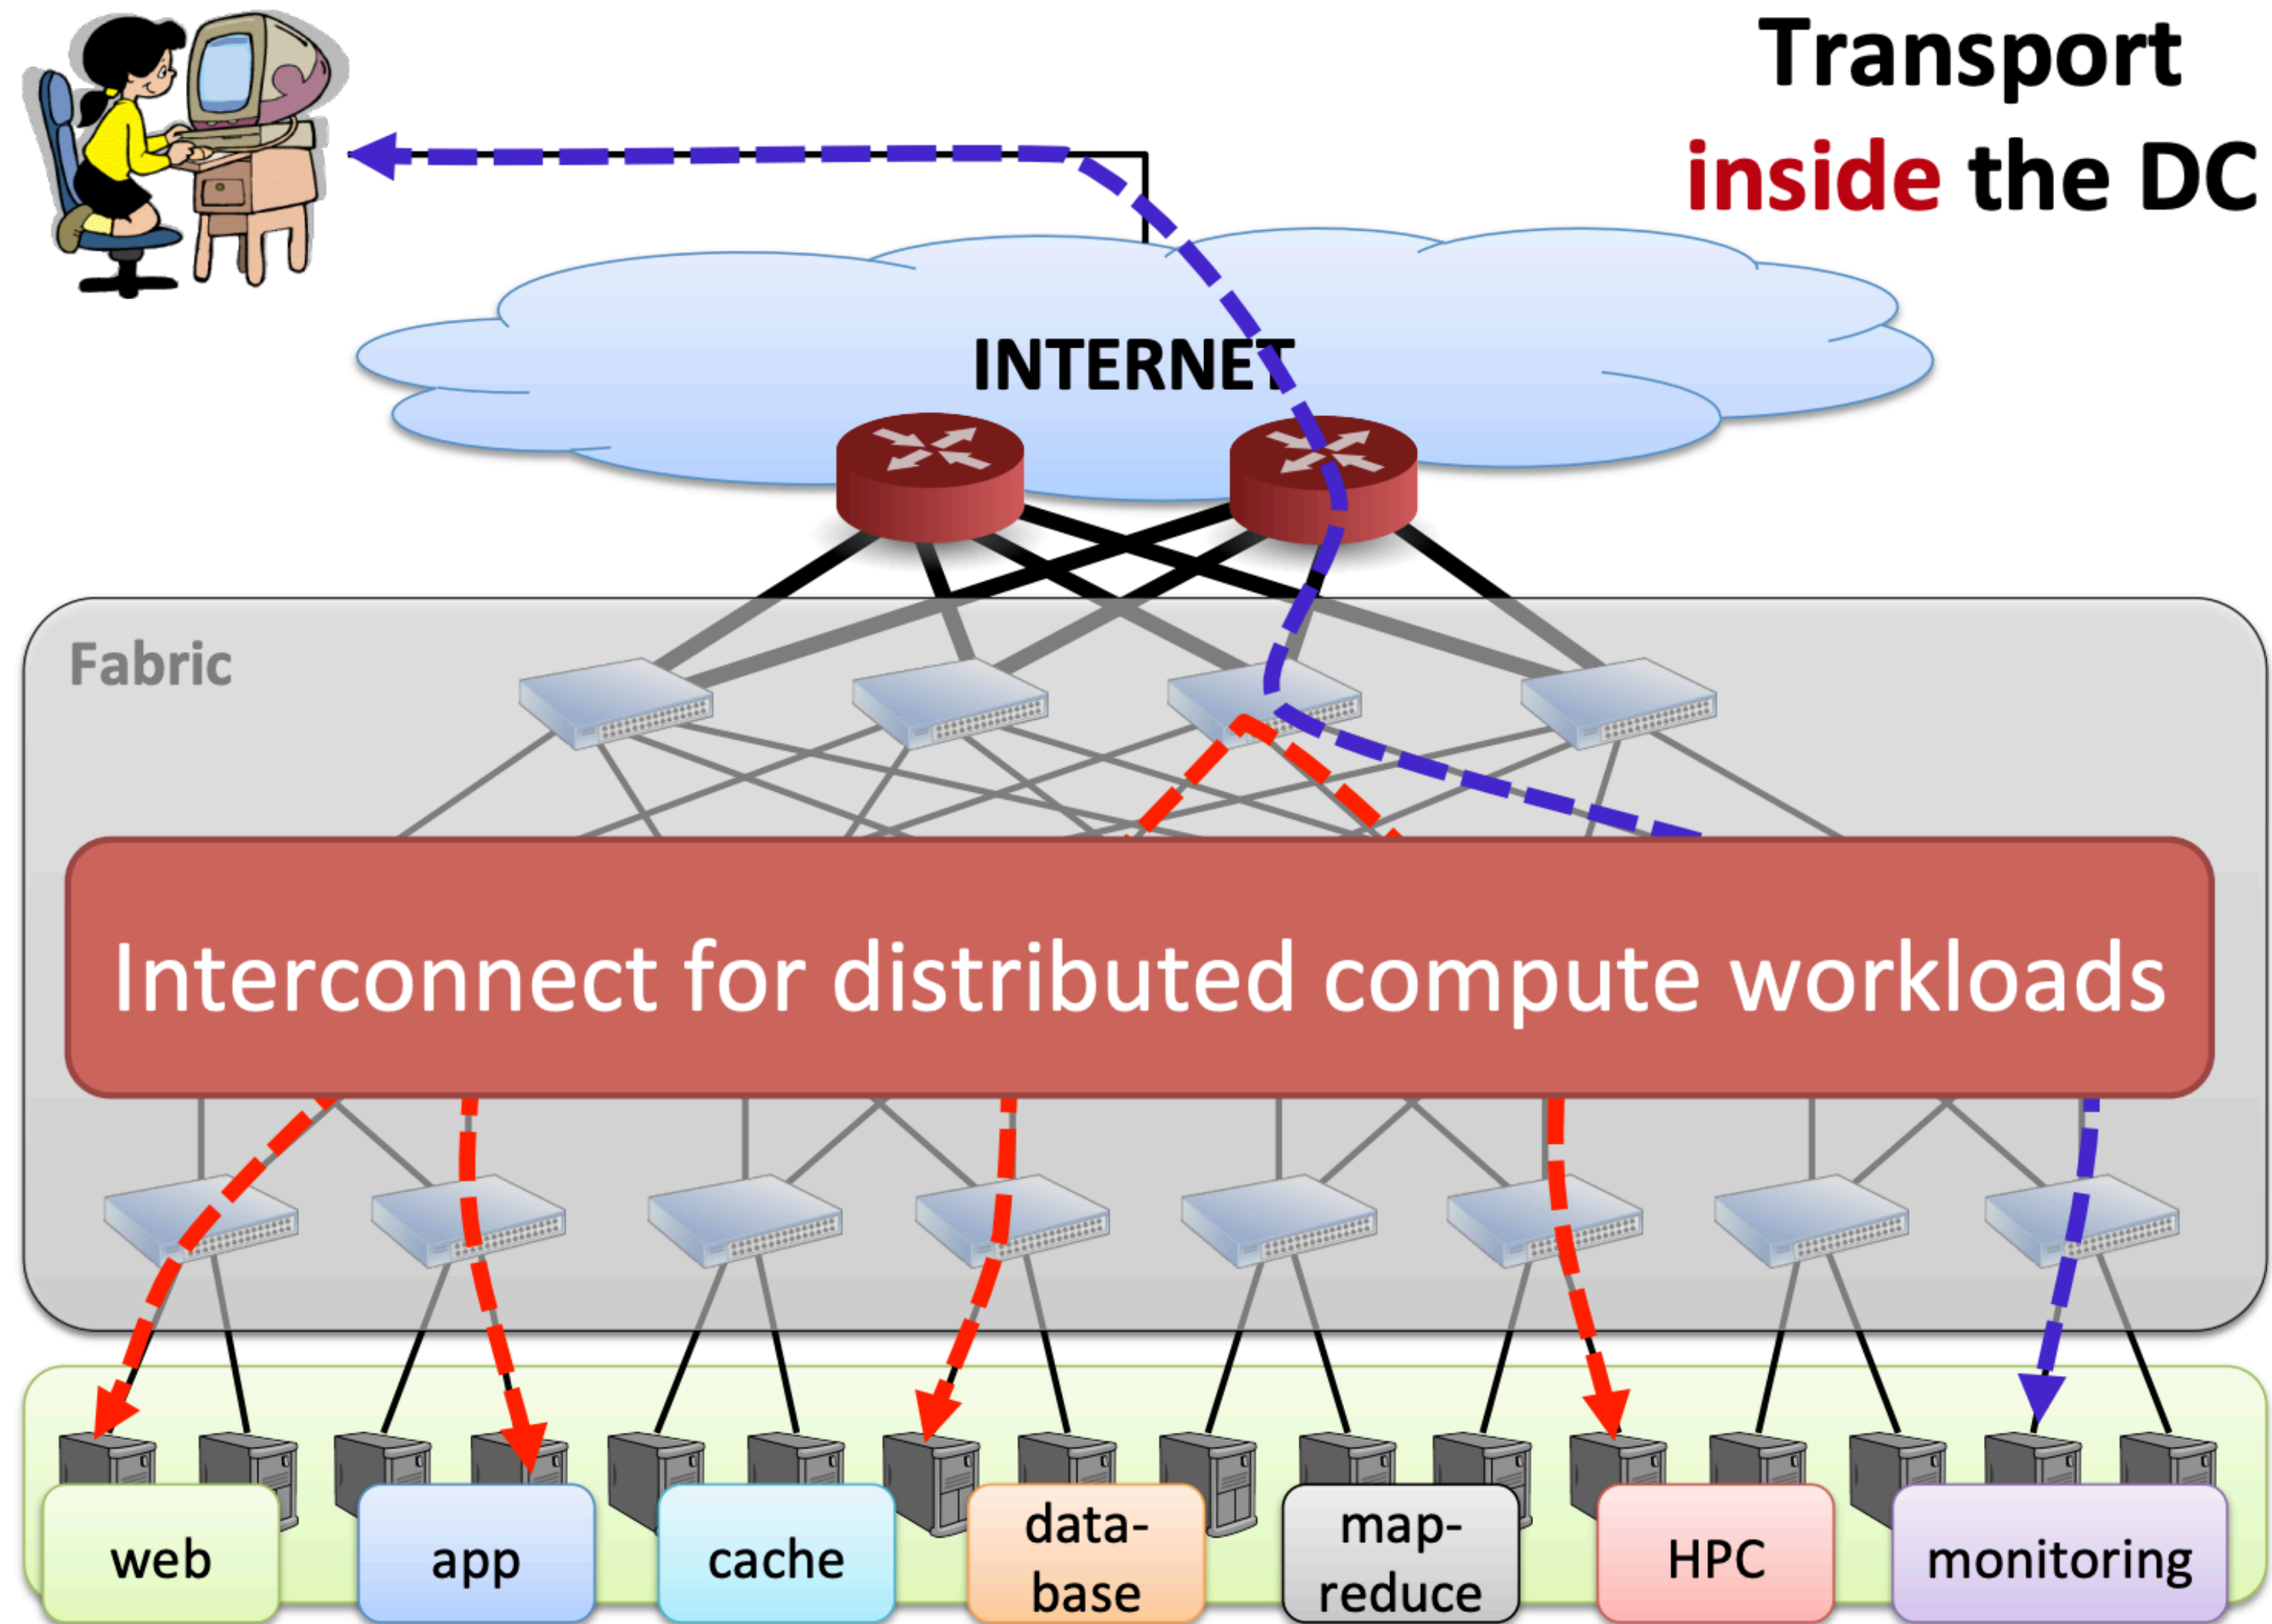 Transport
inside the DC
INTERNET
Fabric
Interconnect for distributed compute workloads
web
app
cache
data-
base
map-
reduce
HPC
monitoring